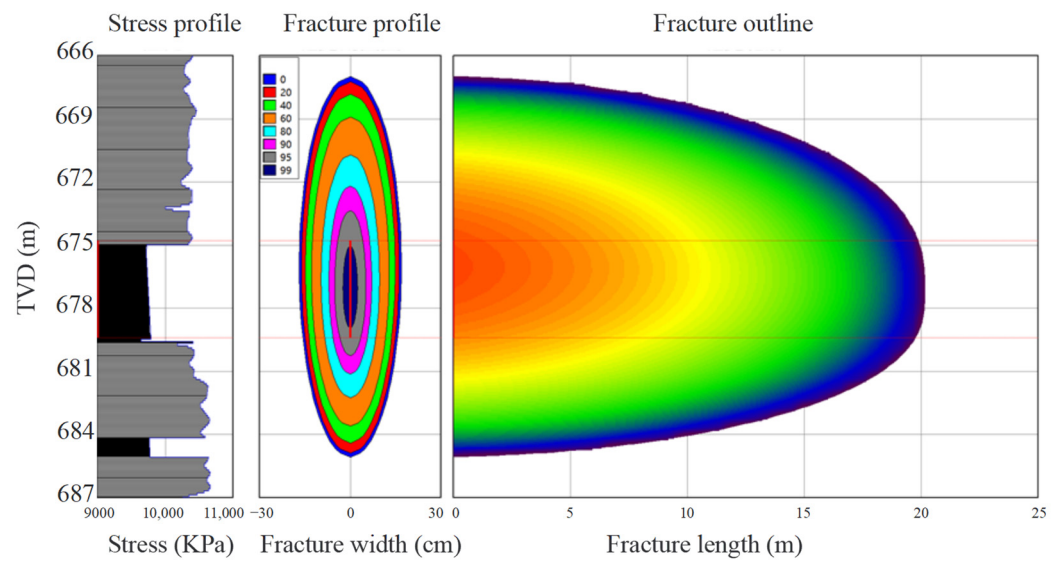 Stress profile
Fracture profile
Fracture outline
TVD (m)
666
669
672
675
678
681
684
687
0
20
40
60
80
90
95
99
9000 10,000 11,000
−30 0 30
0 5 10 15 20 25
Stress (KPa)
Fracture width (cm)
Fracture length (m)